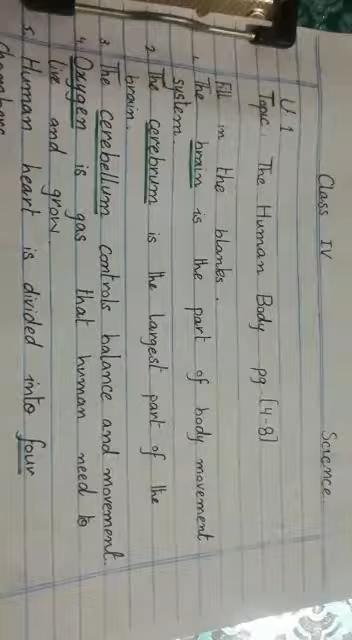 Class IV Science.
U.1
Topic: The Human Body pg [4-8]
Fill in the blanks.
1. The brain is the part of body movement
system.
2. The cerebrum is the largest part of the
brain.
3. The cerebellum controls balance and movement.
4. Oxygen is gas that human need to
live and grow.
5. Human heart is divided into four
Chambers